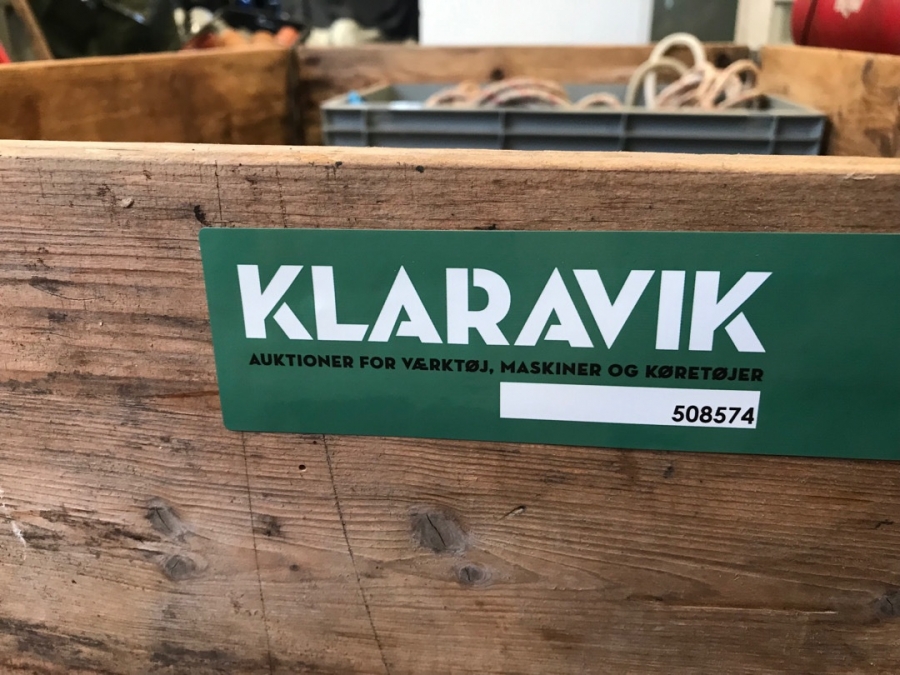 KLARAVIK
AUKTIONER FOR VÆRKTØJ, MASKINER OG KØRETØJER
508574